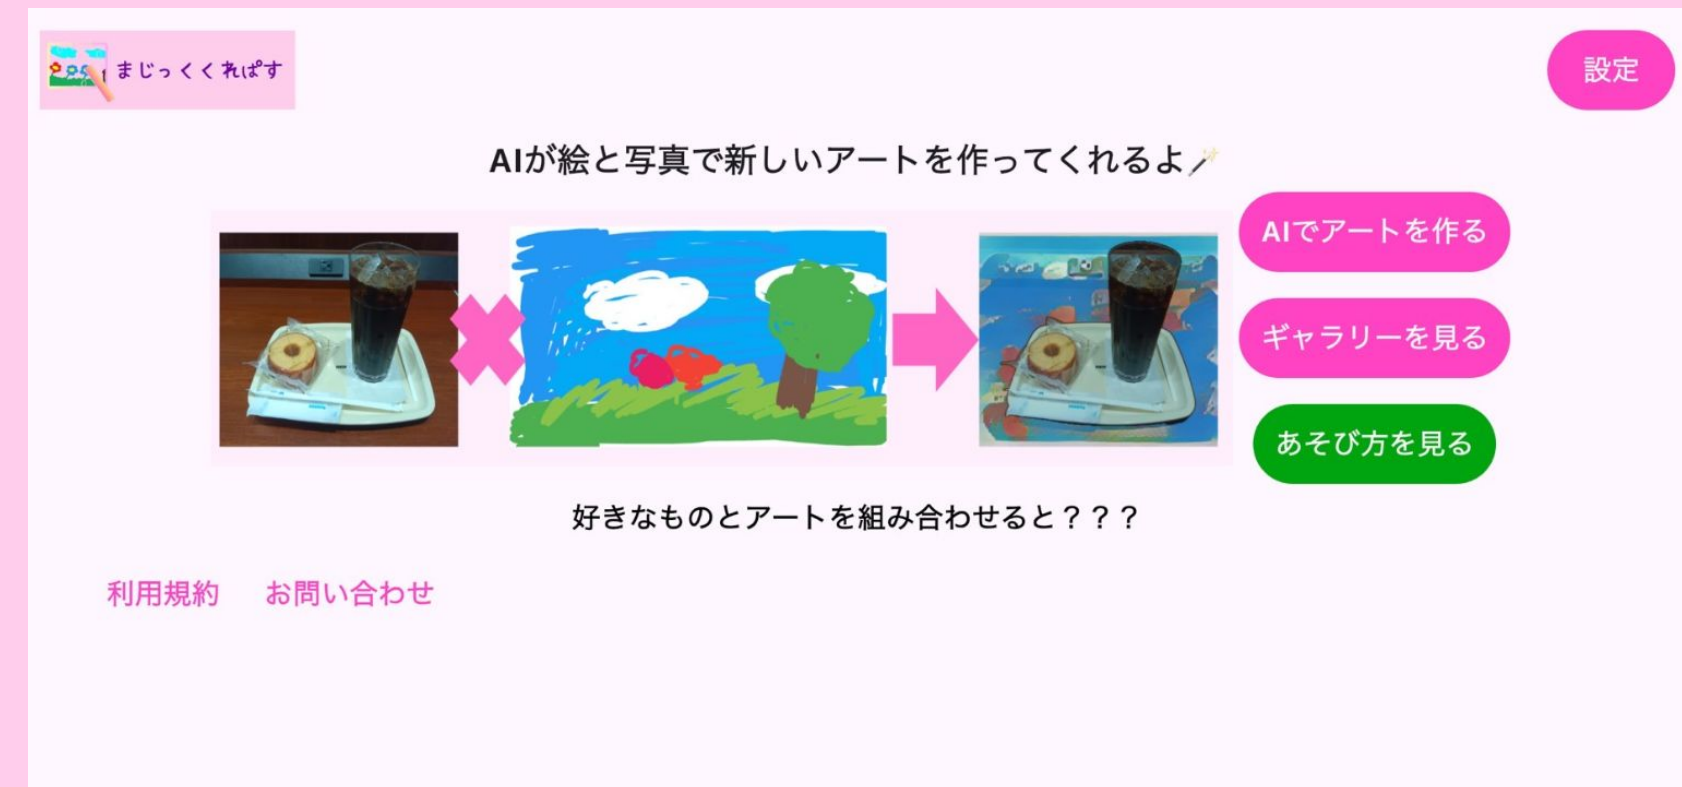 まじっくくれぱす
設定
AIが絵と写真で新しいアートを作ってくれるよ🪄
AIでアートを作る
ギャラリーを見る
あそび方を見る
好きなものとアートを組み合わせると？？？
利用規約 お問い合わせ